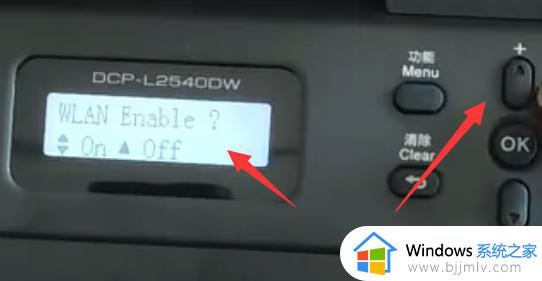 DCP-L2540DW
WLAN Enable ?
On ▲ Off
功能
Menu
清除
Clear
+
OK
Windows 系统之家
www.bjjmlv.com